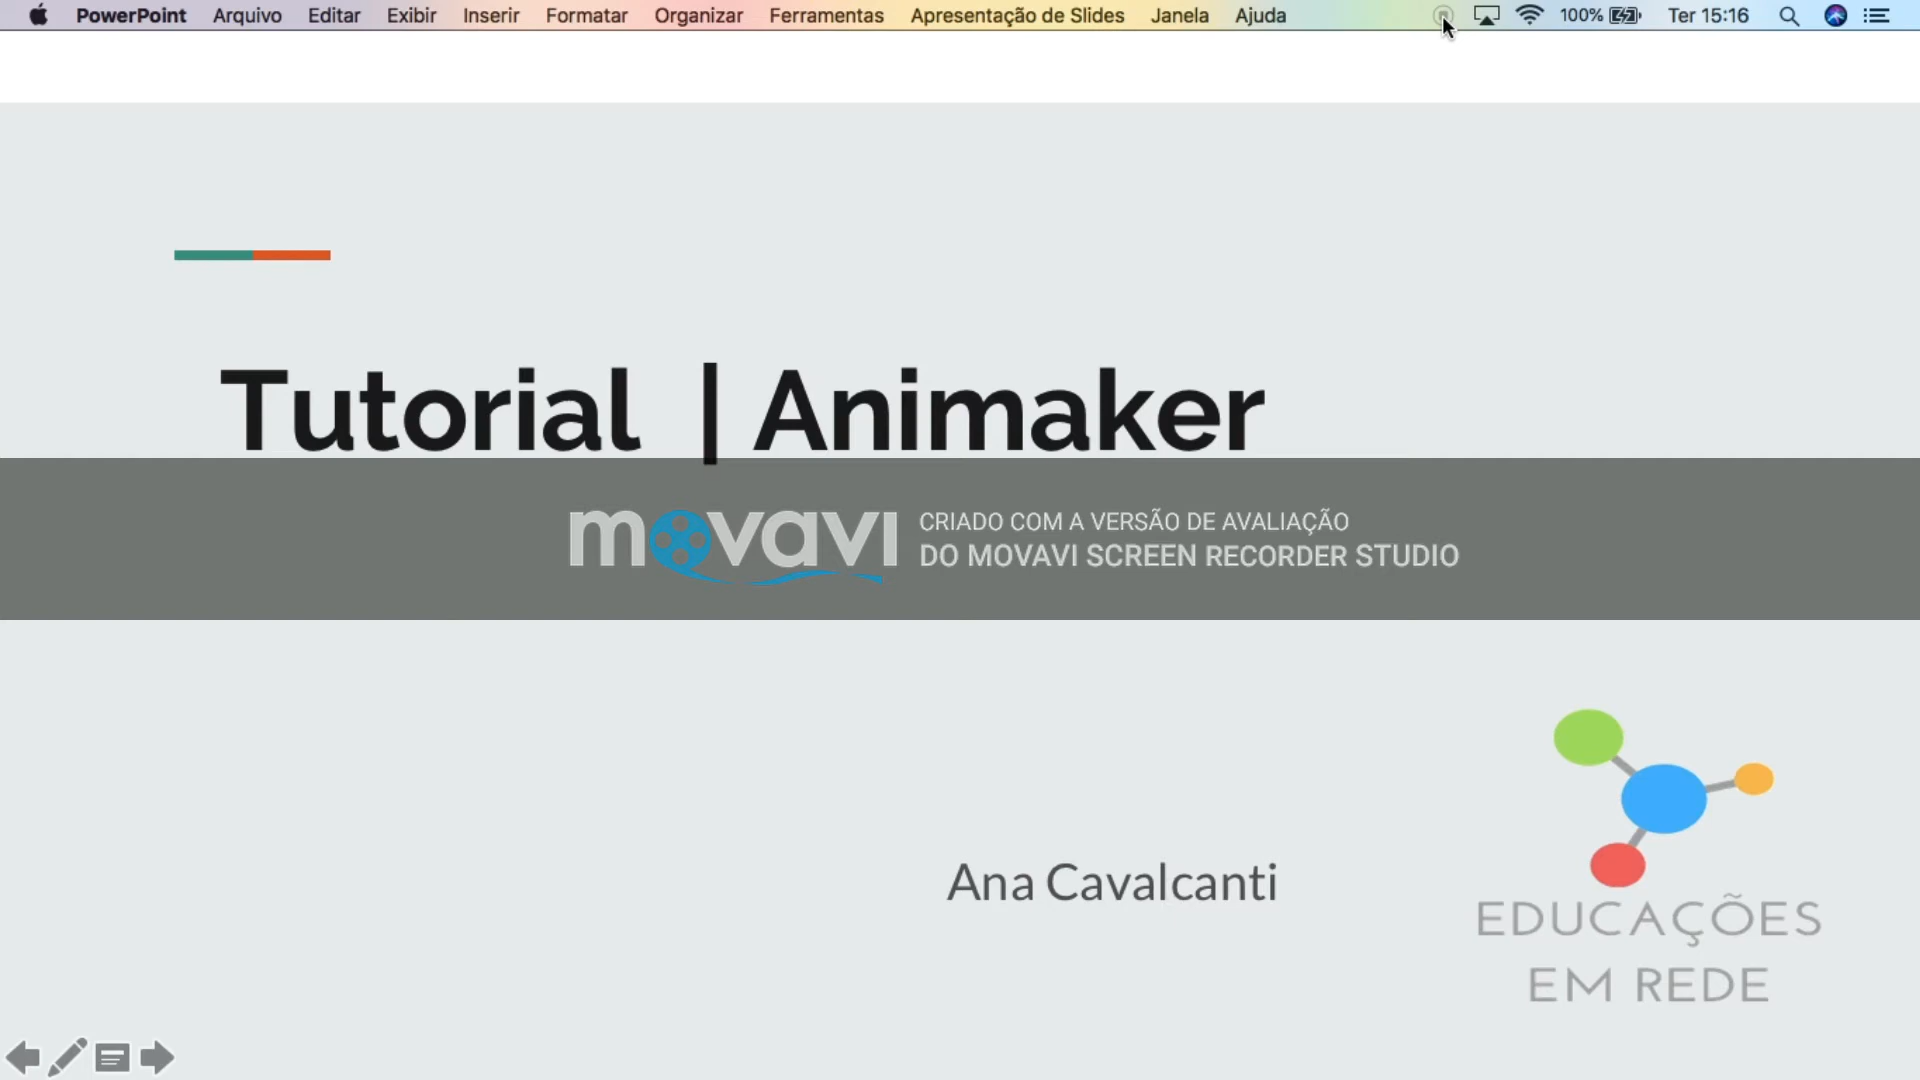 PowerPoint Arquivo Editar Exibir Inserir Formatar Organizar Ferramentas Apresentação de Slides Janela Ajuda 100% Ter 15:16
Tutorial | Animaker
movavi
CRIADO COM A VERSÃO DE AVALIAÇÃO
DO MOVAVI SCREEN RECORDER STUDIO
Ana Cavalcanti
EDUCAÇÕES
EM REDE